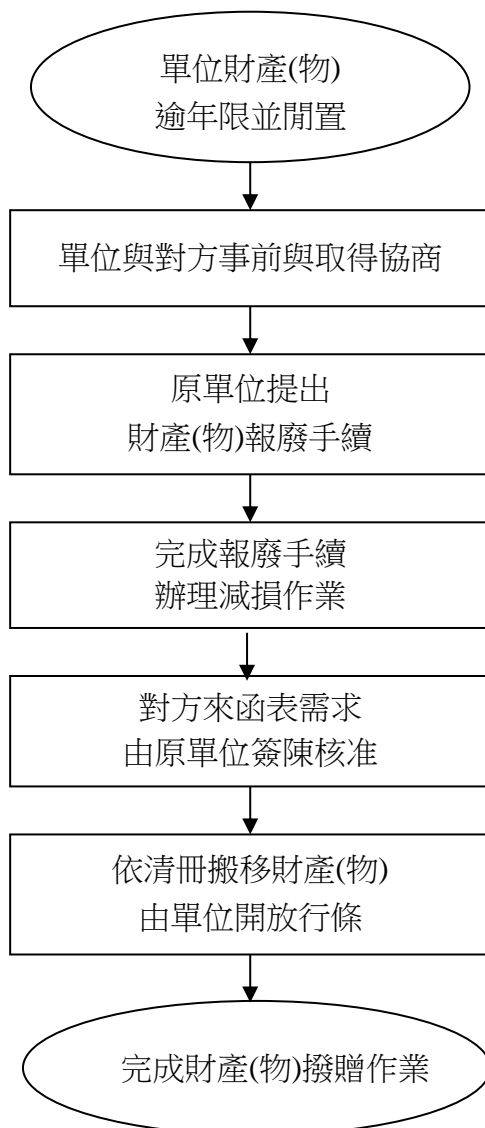 單位財產(物)
逾年限並閒置
單位與對方事前與取得協商
原單位提出
財產(物)報廢手續
完成報廢手續
辦理減損作業
對方來函表需求
由原單位簽陳核准
依清冊搬移財產(物)
由單位開放行條
完成財產(物)撥贈作業